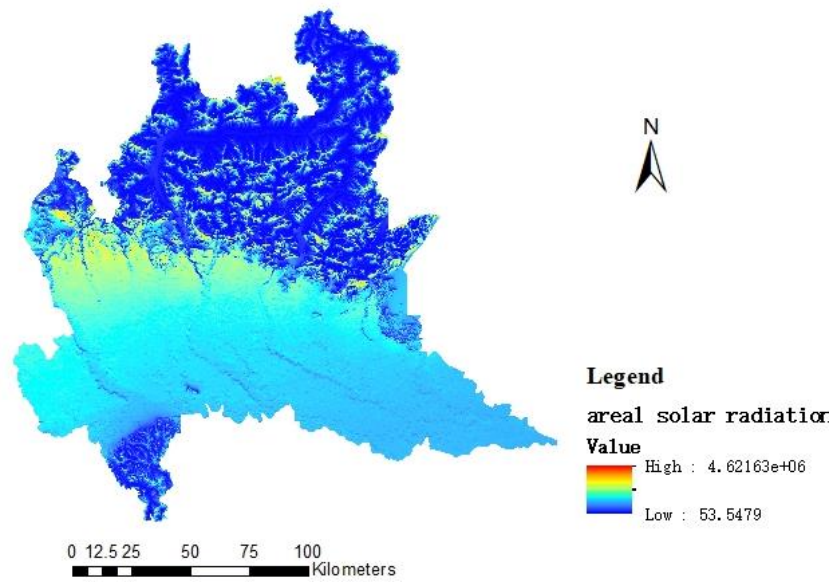 N
Legend
areal solar radiation
Value
High : 4.62163e+06
Low : 53.5479
0 12.5 25 50 75 100
Kilometers